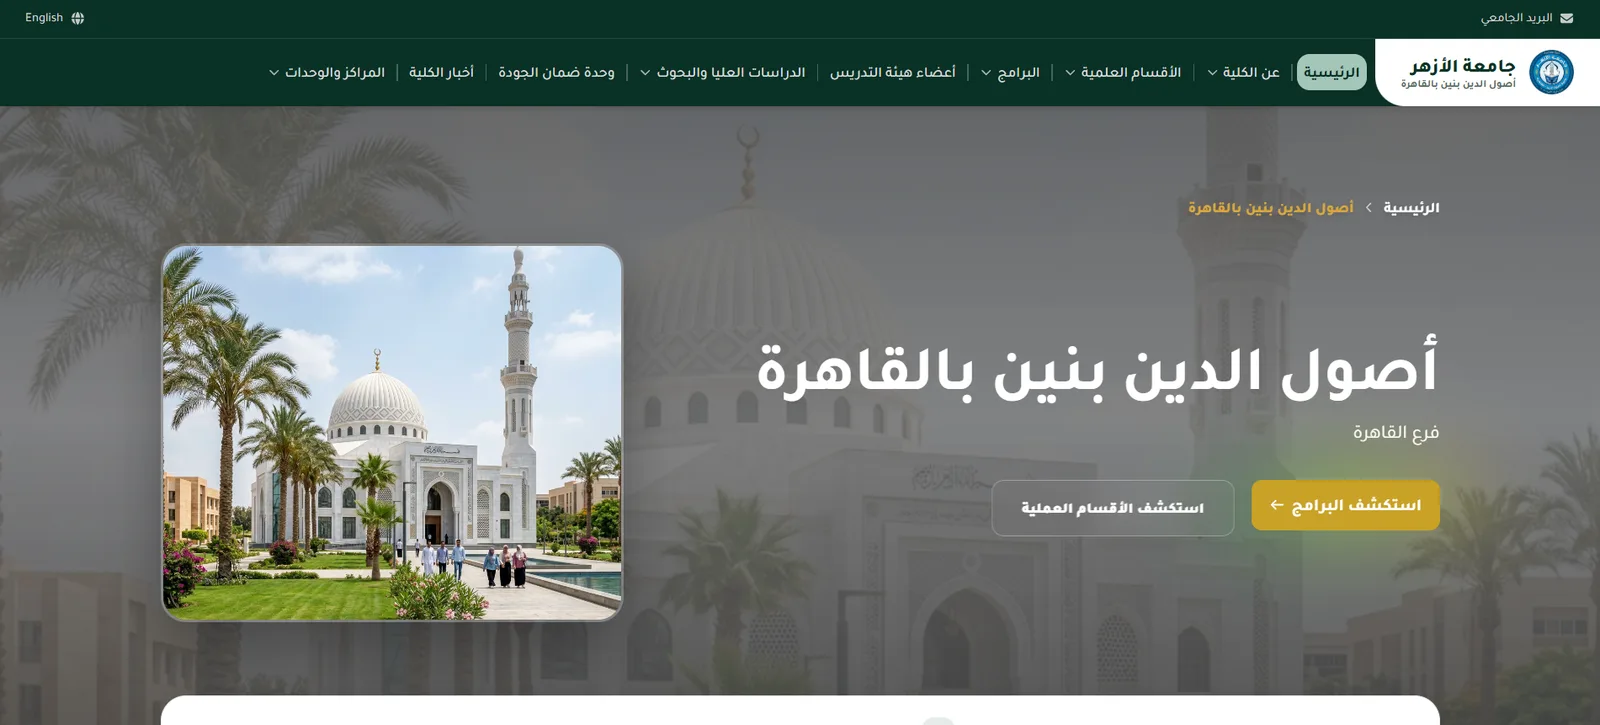 البريد الجامعي
English
جامعة الأزهر
أصول الدين بنين بالقاهرة
الرئيسية
عن الكلية
الأقسام العلمية
البرامج
أعضاء هيئة التدريس
الدراسات العليا والبحوث
وحدة ضمان الجودة
أخبار الكلية
المراكز والوحدات
الرئيسية
أصول الدين بنين بالقاهرة
أصول الدين بنين بالقاهرة
فرع القاهرة
استكشف البرامج
استكشف الأقسام العملية